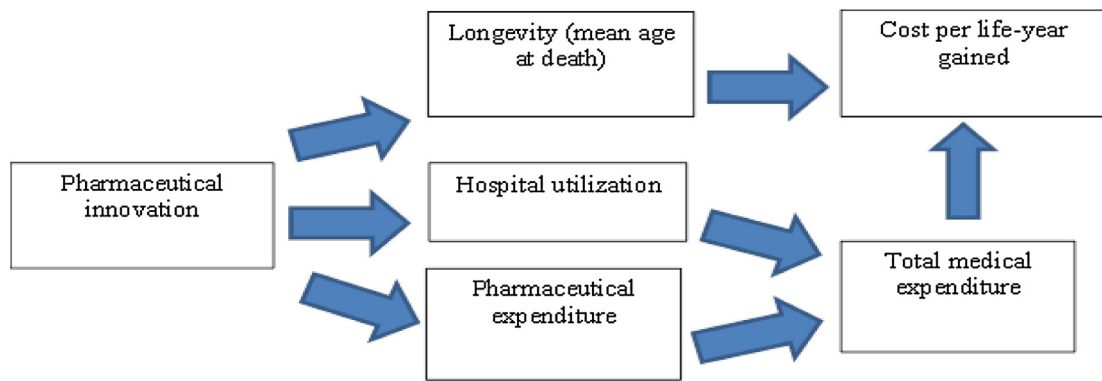 Longevity (mean age
at death)
Cost per life-year
gained
Pharmaceutical
innovation
Hospital utilization
Pharmaceutical
expenditure
Total medical
expenditure